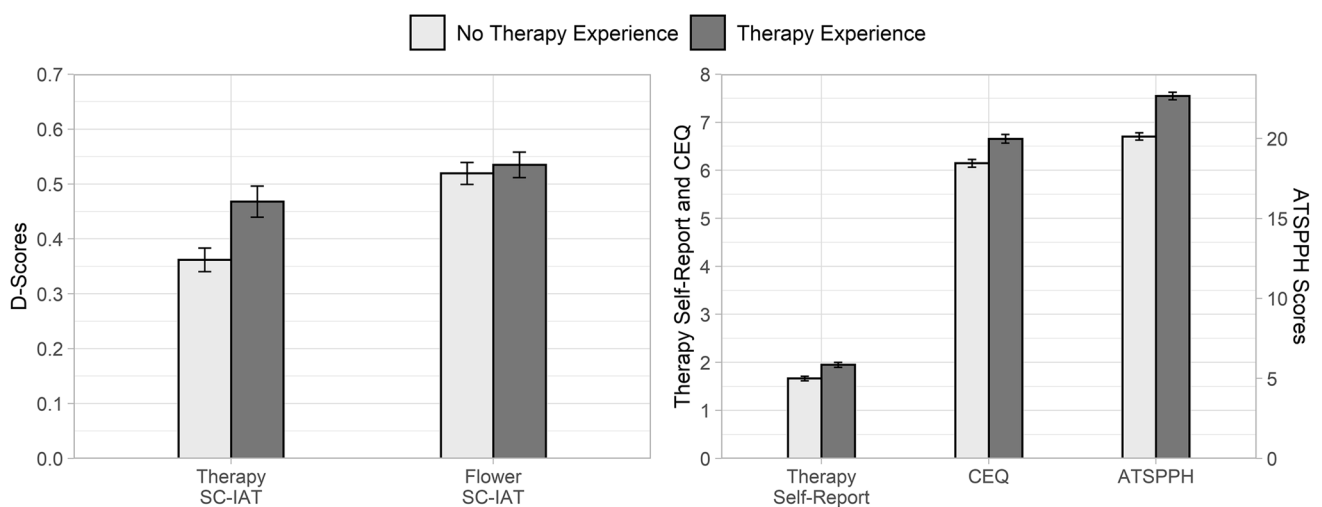 No Therapy Experience
Therapy Experience
D-Scores
0.7
0.6
0.5
0.4
0.3
0.2
0.1
0.0
Therapy
SC-IAT
Flower
SC-IAT
Therapy Self-Report and CEQ
8
7
6
5
4
3
2
1
0
Therapy
Self-Report
CEQ
ATSPPH
20
15
10
5
0
ATSPPH Scores